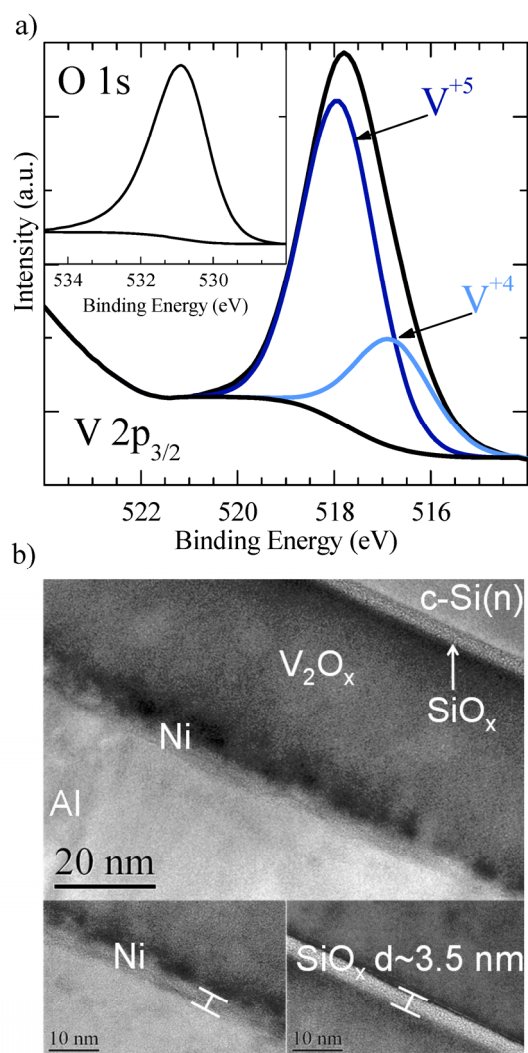 a)
O 1s
V+5
V+4
Intensity (a.u.)
534 532 530
Binding Energy (eV)
V 2p3/2
522 520 518 516
Binding Energy (eV)
b)
c-Si(n)
V2Ox
SiOx
Ni
Al
20 nm
Ni
10 nm
SiOx d~3.5 nm
10 nm